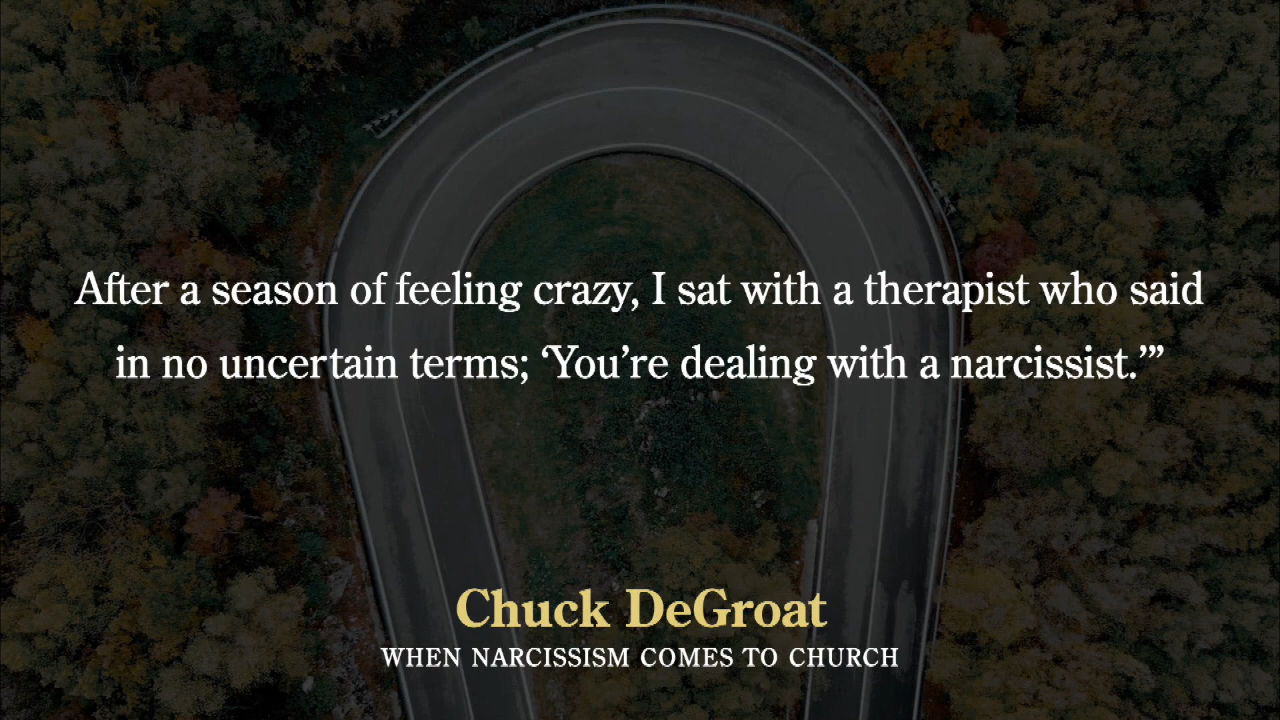 After a season of feeling crazy, I sat with a therapist who said
in no uncertain terms; ‘You’re dealing with a narcissist.’”
Chuck DeGroat
WHEN NARCISSISM COMES TO CHURCH